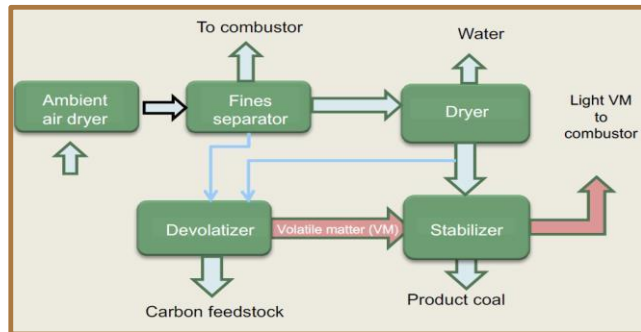 To combustor
Water
Ambient
air dryer
Fines
separator
Dryer
Light VM
to
combustor
Devolatizer
Volatile matter (VM)
Stabilizer
Carbon feedstock
Product coal